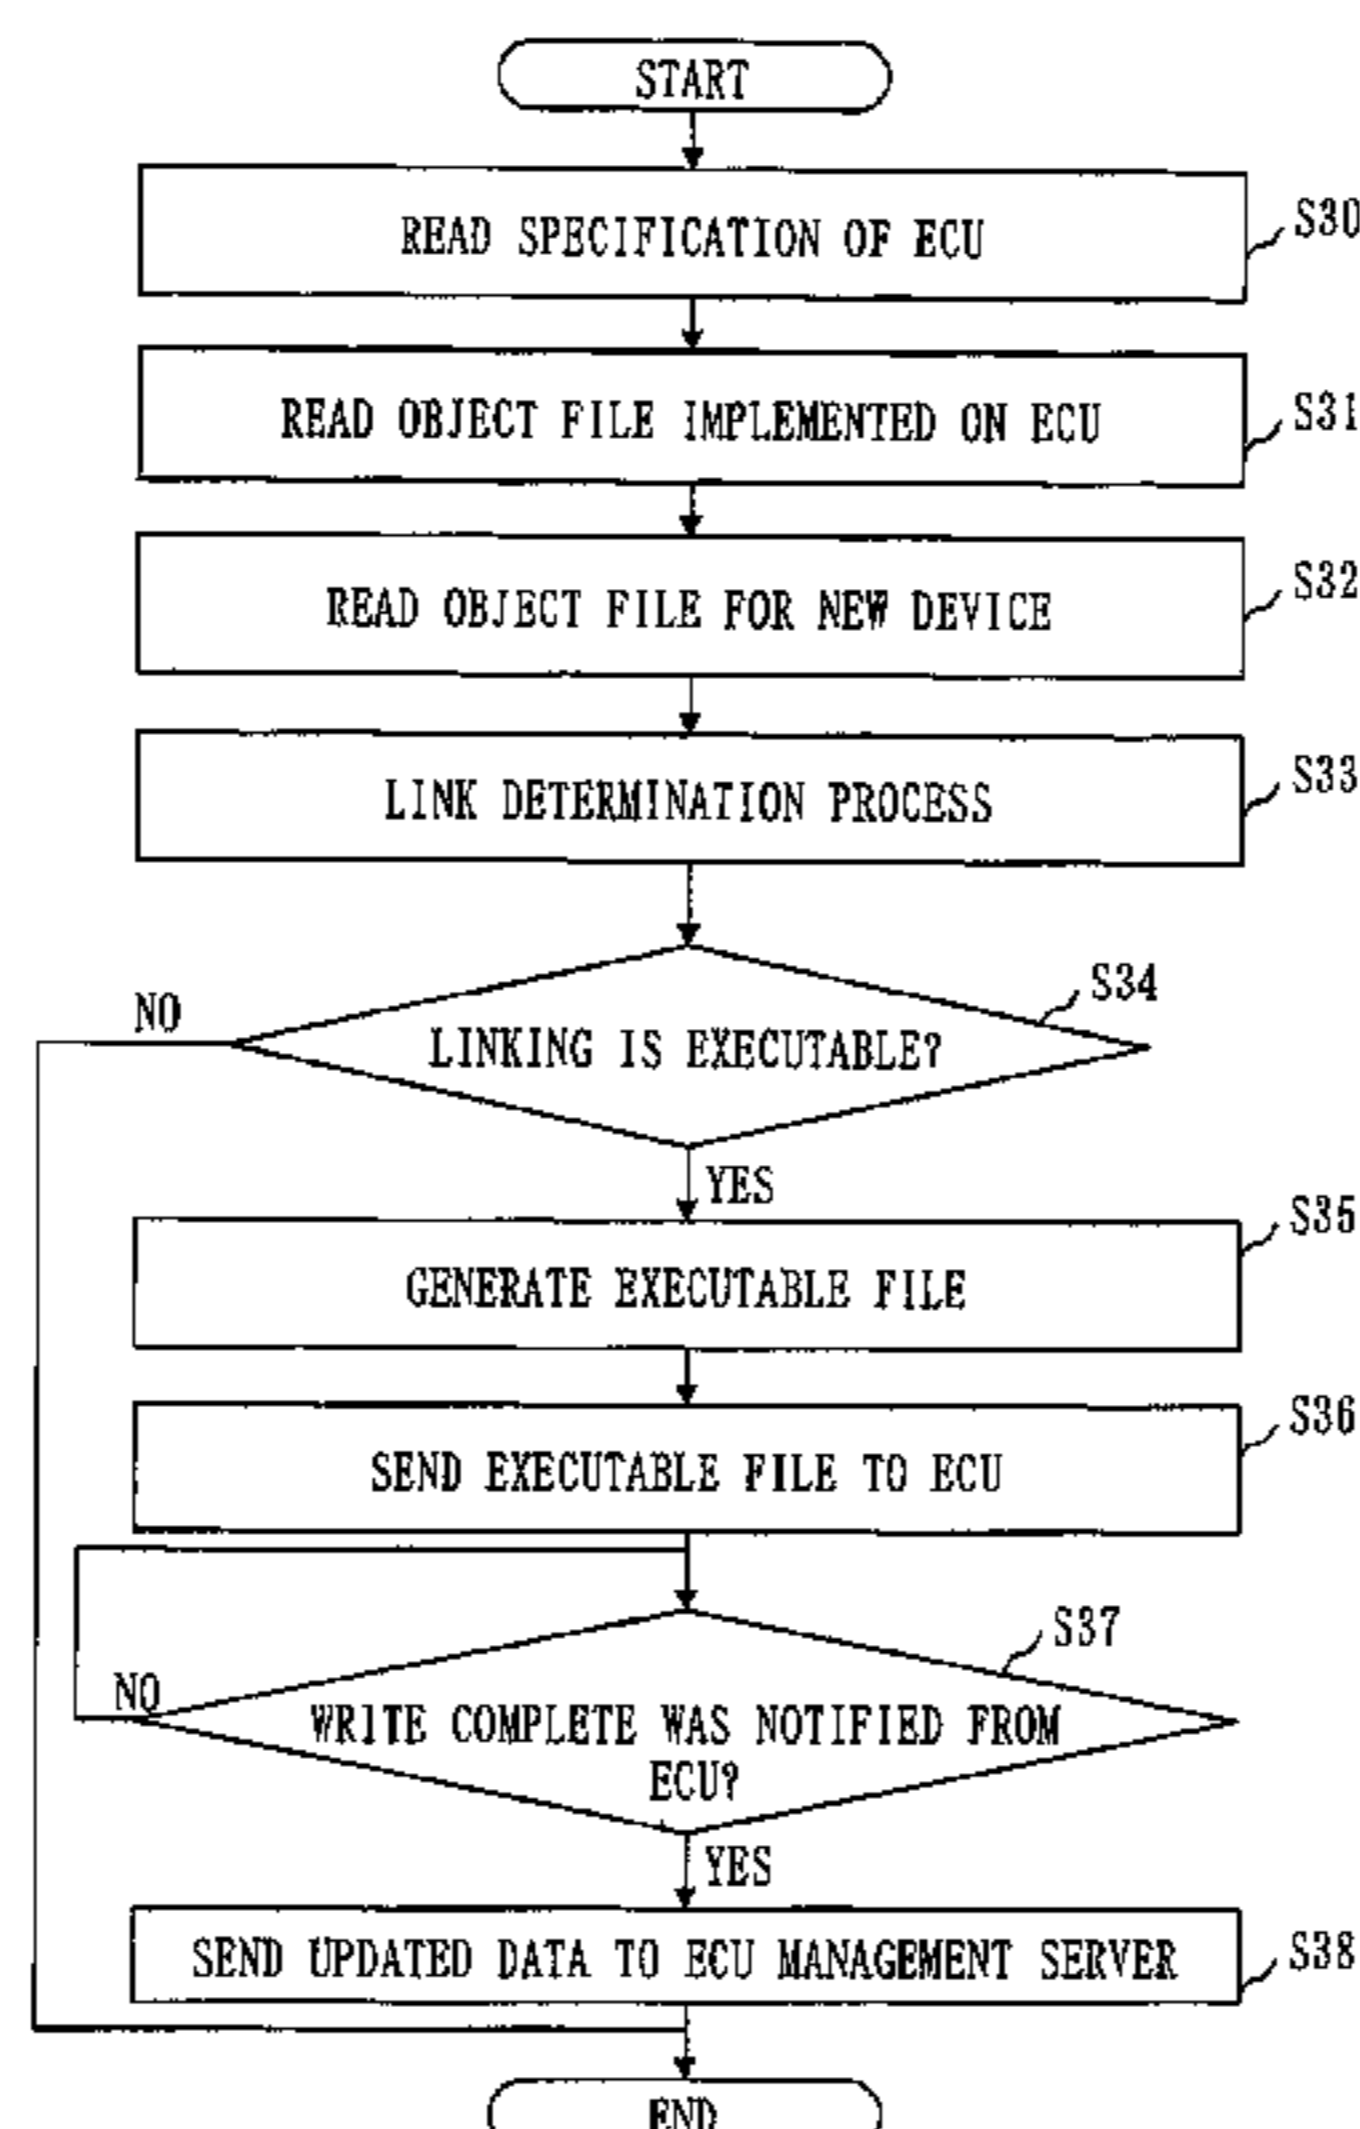 START
READ SPECIFICATION OF ECU
S30
READ OBJECT FILE IMPLEMENTED ON ECU
S31
READ OBJECT FILE FOR NEW DEVICE
S32
LINK DETERMINATION PROCESS
S33
LINKING IS EXECUTABLE?
S34
NO
YES
GENERATE EXECUTABLE FILE
S35
SEND EXECUTABLE FILE TO ECU
S36
WRITE COMPLETE WAS NOTIFIED FROM
ECU?
S37
NO
YES
SEND UPDATED DATA TO ECU MANAGEMENT SERVER
S38
END